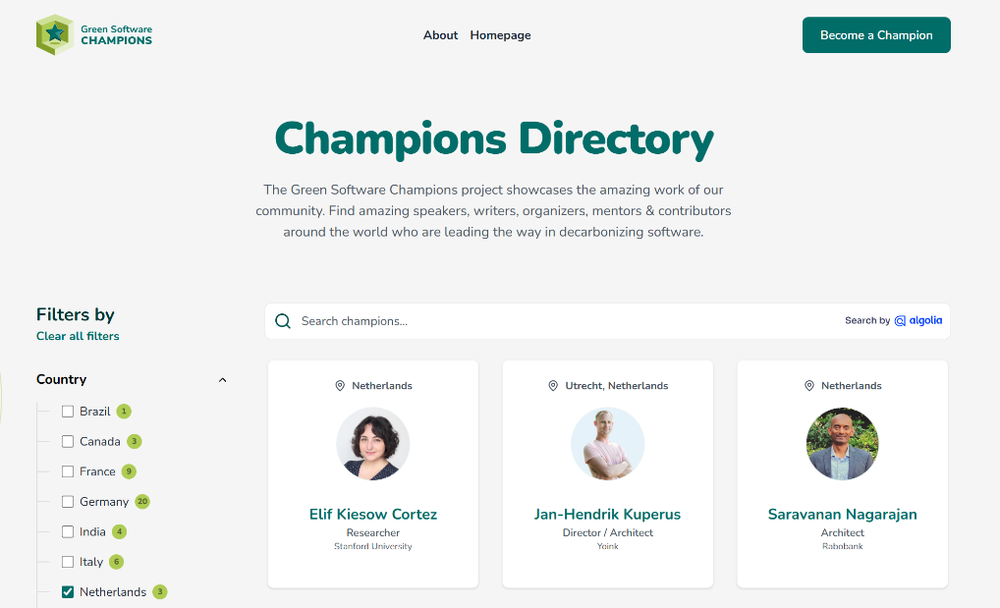 Green Software
CHAMPIONS
About Homepage
Become a Champion
Champions Directory
The Green Software Champions project showcases the amazing work of our
community. Find amazing speakers, writers, organizers, mentors & contributors
around the world who are leading the way in decarbonizing software.
Filters by
Clear all filters
Country
Brazil 1
Canada 3
France 9
Germany 20
India 4
Italy 6
Netherlands 3
Search champions...
Search by algolia
Netherlands
Elif Kiesow Cortez
Researcher
Stanford University
Utrecht, Netherlands
Jan-Hendrik Kuperus
Director / Architect
Yoink
Netherlands
Saravanan Nagarajan
Architect
Rabobank